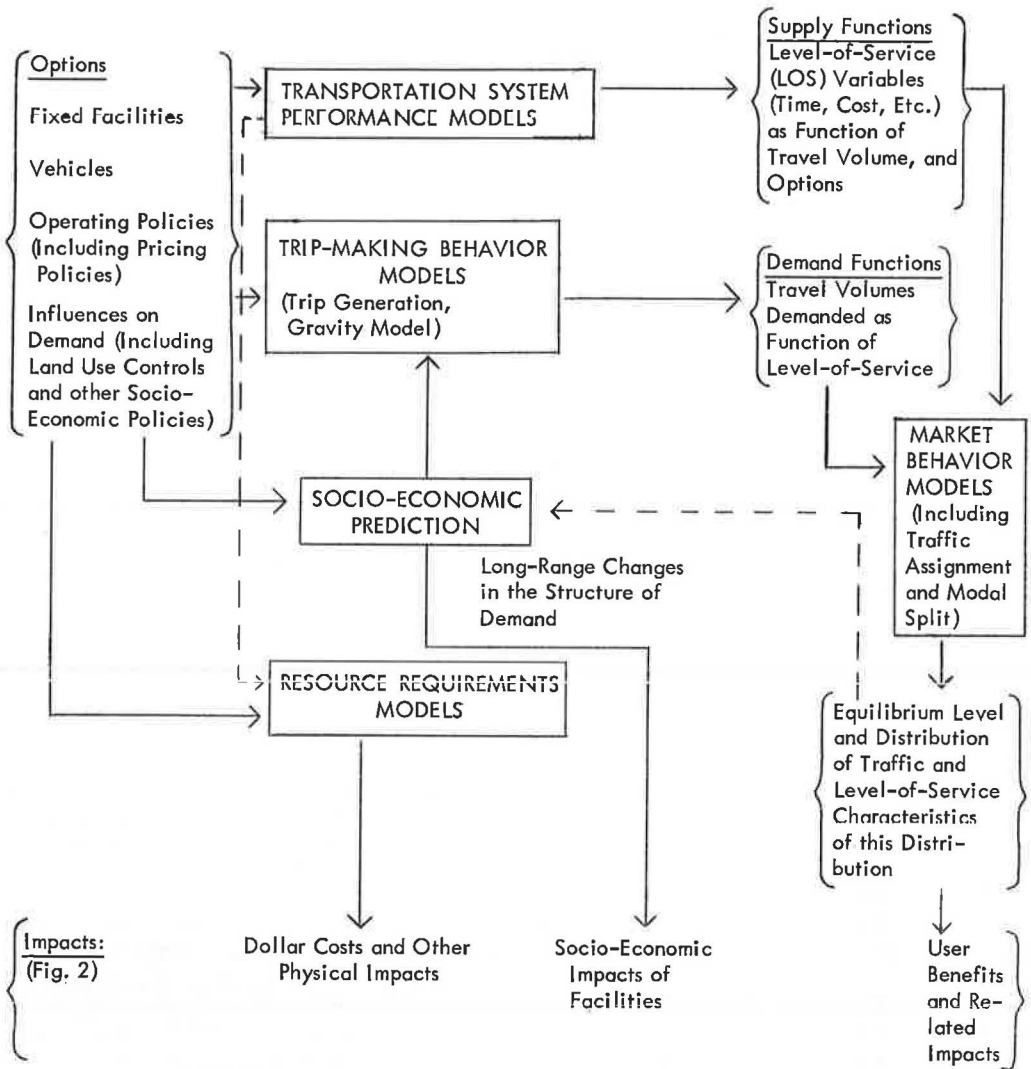 Options
Fixed Facilities
Vehicles
Operating Policies
(Including Pricing
Policies)
Influences on
Demand (Including
Land Use Controls
and other Socio-
Economic Policies)
TRANSPORTATION SYSTEM
PERFORMANCE MODELS
Supply Functions
Level-of-Service
(LOS) Variables
(Time, Cost, Etc.)
as Function of
Travel Volume, and
Options
TRIP-MAKING BEHAVIOR
MODELS
(Trip Generation,
Gravity Model)
Demand Functions
Travel Volumes
Demanded as
Function of
Level-of-Service
MARKET
BEHAVIOR
MODELS
(Including
Traffic
Assignment
and Modal
Split)
SOCIO-ECONOMIC
PREDICTION
Long-Range Changes
in the Structure of
Demand
RESOURCE REQUIREMENTS
MODELS
Equilibrium Level
and Distribution
of Traffic and
Level-of-Service
Characteristics
of this Distri-
bution
Impacts:
(Fig. 2)
Dollar Costs and Other
Physical Impacts
Socio-Economic
Impacts of
Facilities
User
Benefits
and Re-
lated
Impacts